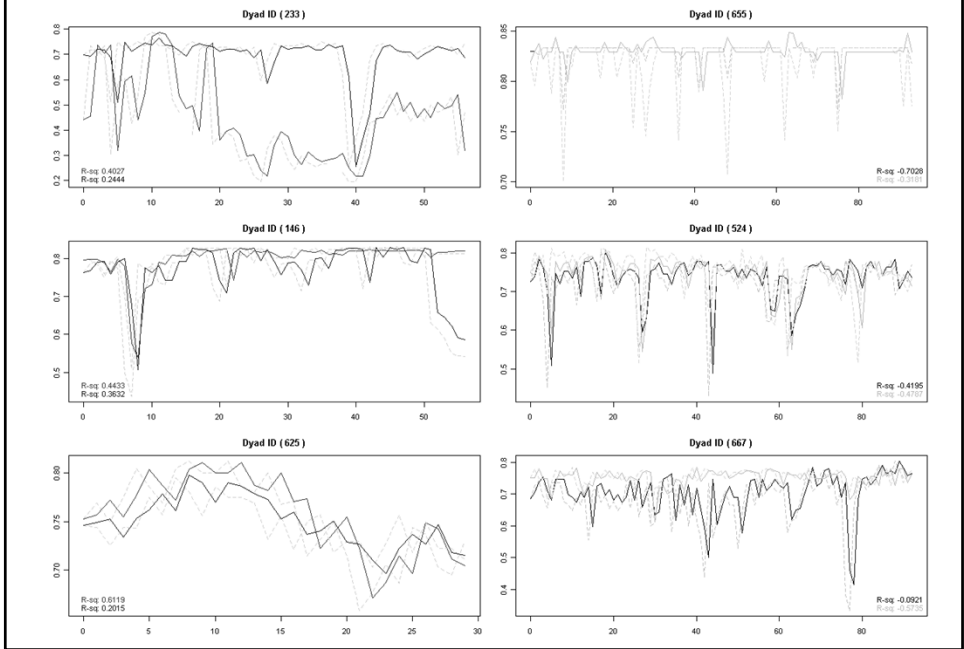 Dyad ID ( 233 )
0.8
0.7
0.6
0.5
0.4
0.3
0.2
R-sq: 0.4027
R-sq: 0.2444
0 10 20 30 40 50
Dyad ID ( 655 )
0.85
0.80
0.75
0.70
R-sq: -0.7028
R-sq: -0.3181
0 20 40 60 80
Dyad ID ( 146 )
0.8
0.7
0.6
0.5
R-sq: 0.4433
R-sq: 0.3632
0 10 20 30 40 50
Dyad ID ( 524 )
0.8
0.7
0.6
0.5
R-sq: -0.4195
R-sq: -0.4787
0 20 40 60 80
Dyad ID ( 625 )
0.80
0.75
0.70
R-sq: 0.6119
R-sq: 0.2015
0 5 10 15 20 25 30
Dyad ID ( 667 )
0.8
0.7
0.6
0.5
0.4
R-sq: -0.0921
R-sq: -0.5735
0 20 40 60 80